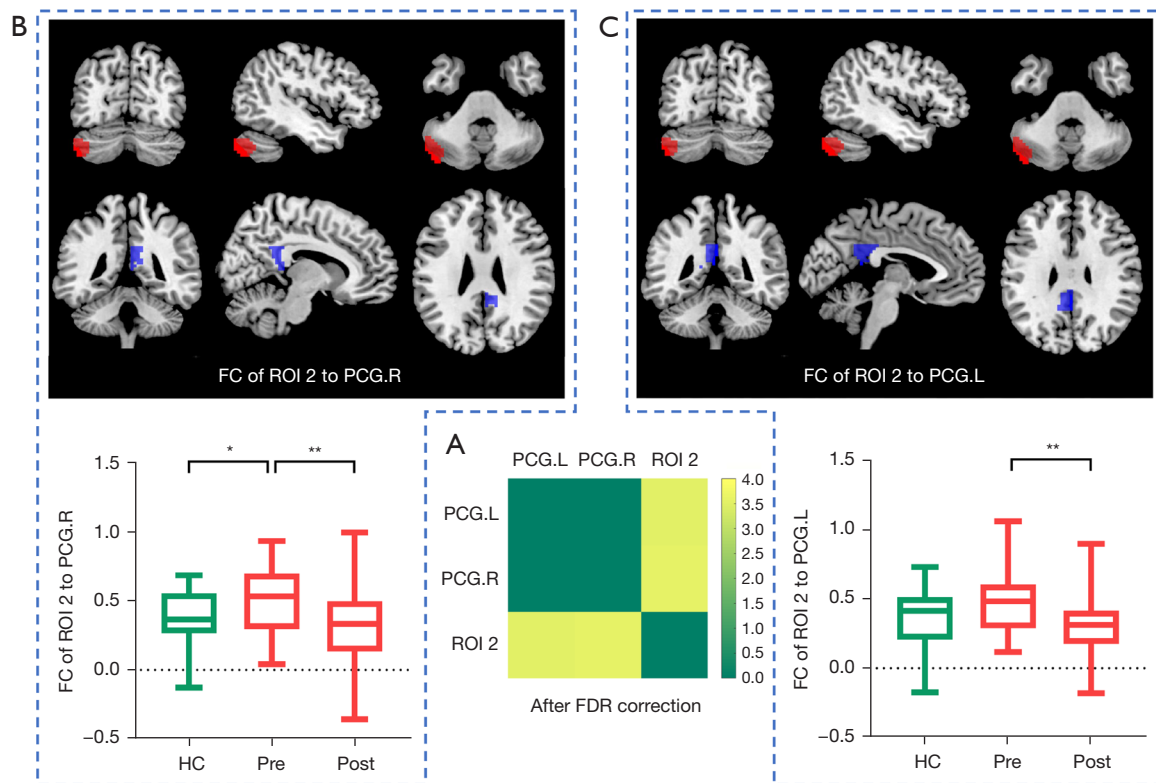 B
FC of ROI 2 to PCG.R
C
FC of ROI 2 to PCG.L
FC of ROI 2 to PCG.R
1.5
1.0
0.5
0.0
−0.5
*
**
HC Pre Post
A
PCG.L PCG.R ROI 2
PCG.L
PCG.R
ROI 2
4.0
3.5
3.0
2.5
2.0
1.5
1.0
0.5
0.0
After FDR correction
FC of ROI 2 to PCG.L
1.5
1.0
0.5
0.0
−0.5
**
HC Pre Post